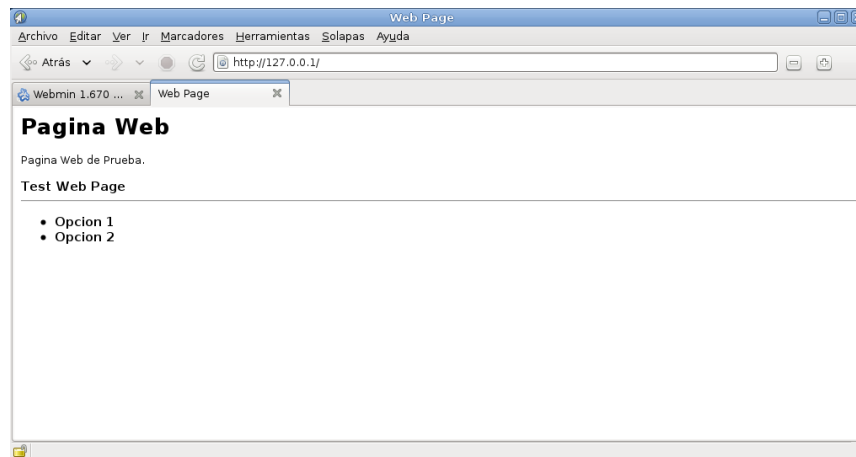 Web Page
Archivo Editar Ver Ir Marcadores Herramientas Solapas Ayuda
Atrás http://127.0.0.1/
Webmin 1.670 ... Web Page
Pagina Web
Pagina Web de Prueba.
Test Web Page
• Opcion 1
• Opcion 2